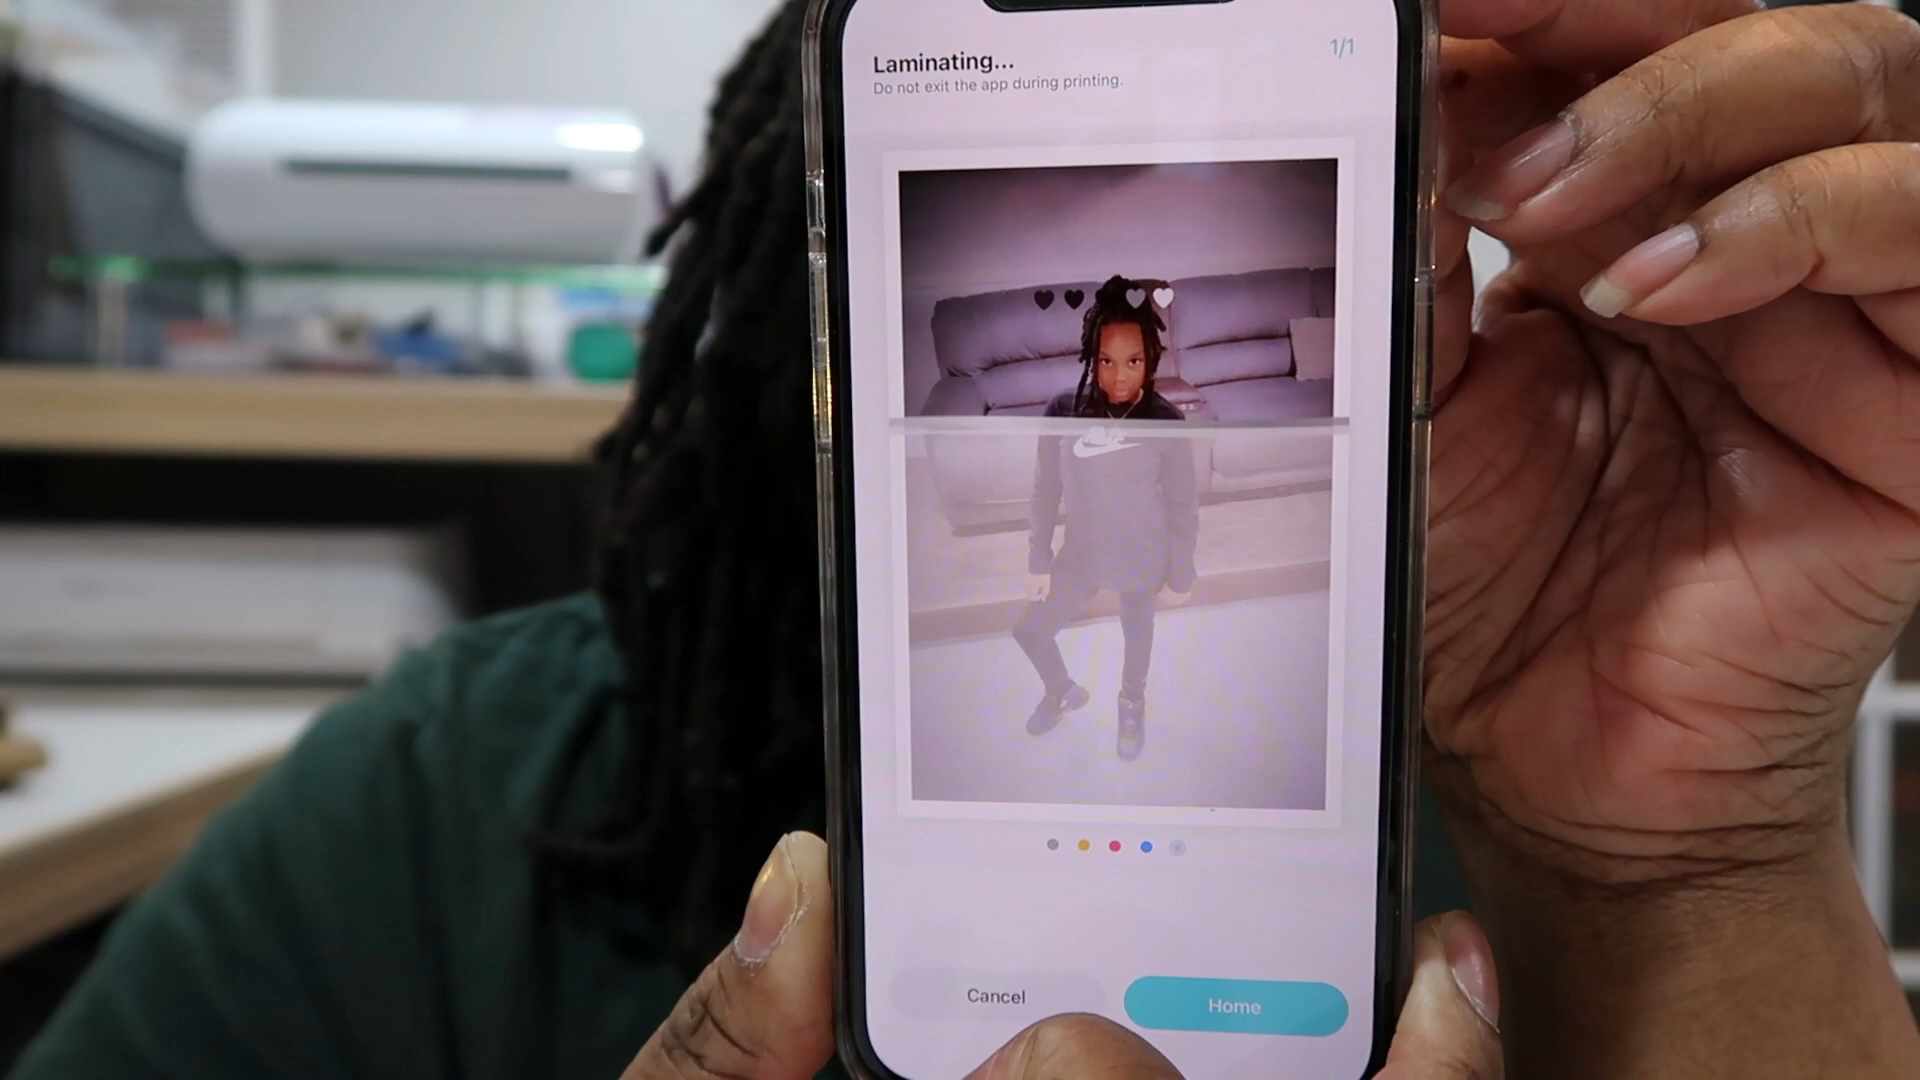 Laminating...
1/1
Do not exit the app during printing.
Cancel
Home